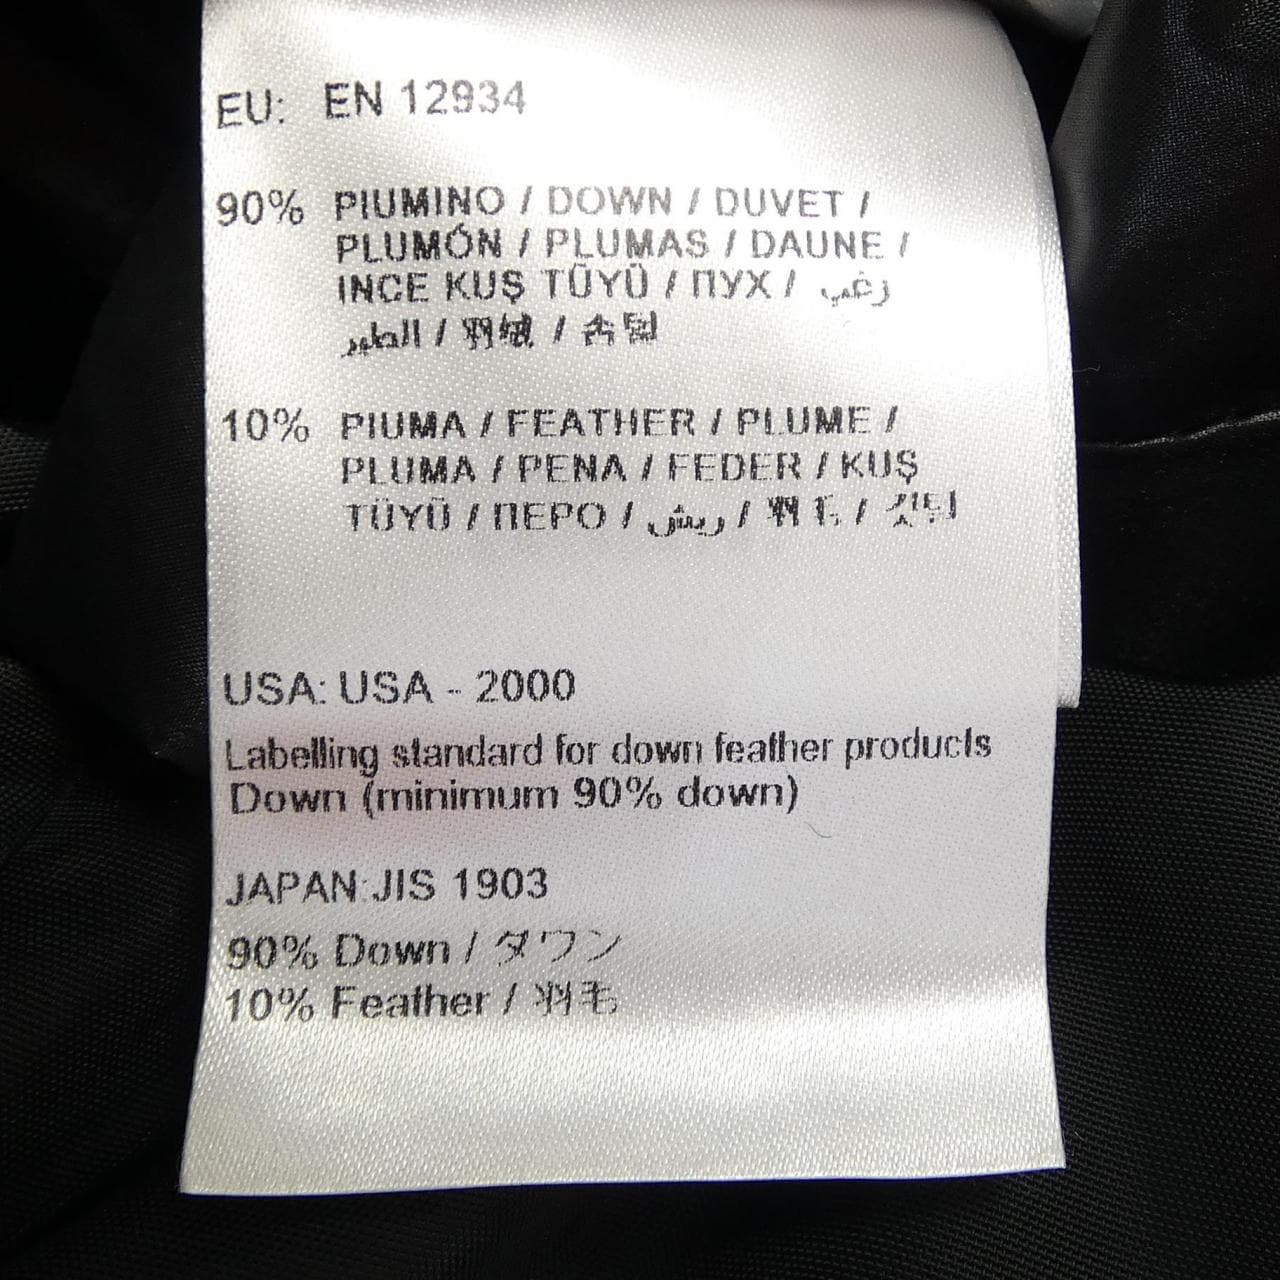 EU: EN 12934
90% PIUMINO / DOWN / DUVET /
PLUMÓN / PLUMAS / DAUNE /
INCE KUŞ TÜYÜ / ПУХ / زغب
الطير / 羽绒 / 솜털
10% PIUMA / FEATHER / PLUME /
PLUMA / PENA / FEDER / KUŞ
TÜYÜ / ПЕРО / ريش / 羽毛 / 깃털
USA: USA - 2000
Labelling standard for down feather products
Down (minimum 90% down)
JAPAN: JIS 1903
90% Down / ダウン
10% Feather / 羽毛